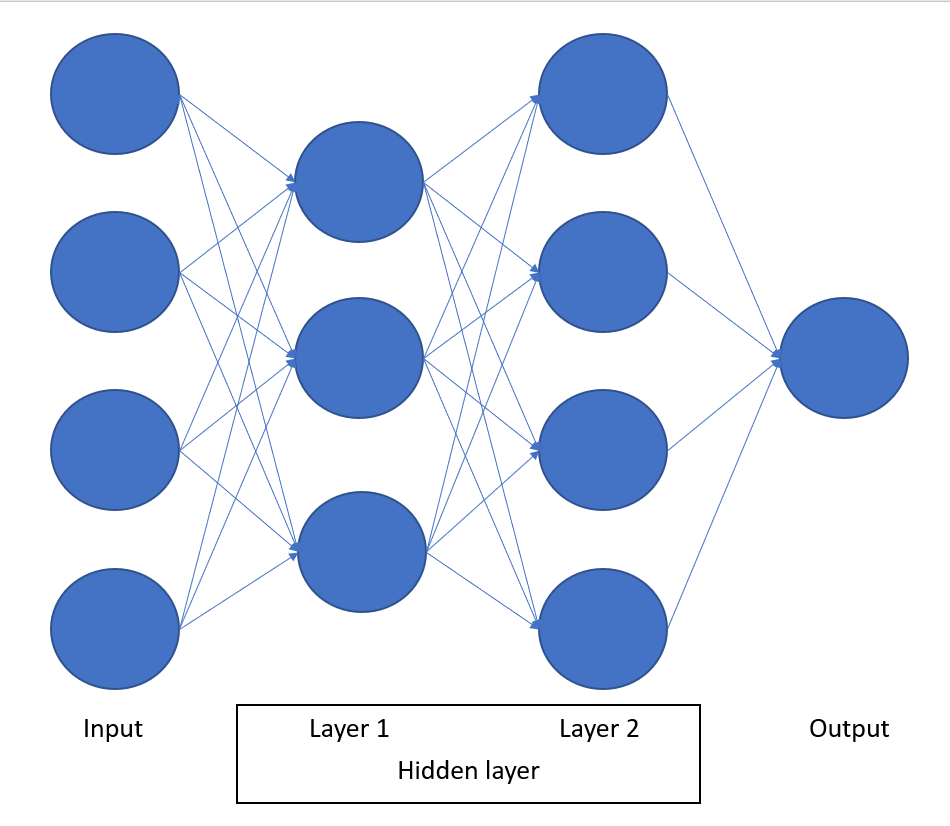 Input
Layer 1
Layer 2
Output
Hidden layer